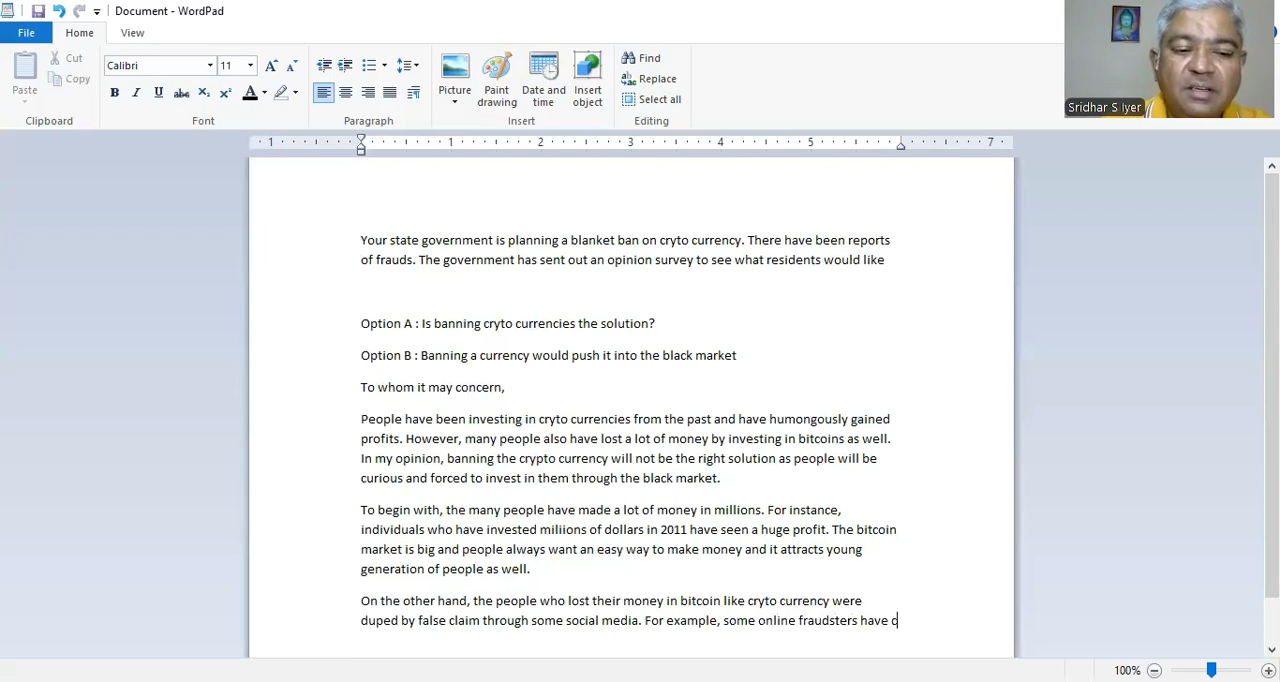 Document - WordPad
File Home View
Cut
Copy
Paste
Calibri 11
Clipboard Font Paragraph Insert Editing
Picture
Paint drawing
Date and time
Insert object
Find
Replace
Select all
Sridhar S Iyer
1 1 2 3 4 5 7
Your state government is planning a blanket ban on cryto currency. There have been reports
of frauds. The government has sent out an opinion survey to see what residents would like
Option A : Is banning cryto currencies the solution?
Option B : Banning a currency would push it into the black market
To whom it may concern,
People have been investing in cryto currencies from the past and have humongously gained
profits. However, many people also have lost a lot of money by investing in bitcoins as well.
In my opinion, banning the crypto currency will not be the right solution as people will be
curious and forced to invest in them through the black market.
To begin with, the many people have made a lot of money in millions. For instance,
individuals who have invested miliions of dollars in 2011 have seen a huge profit. The bitcoin
market is big and people always want an easy way to make money and it attracts young
generation of people as well.
On the other hand, the people who lost their money in bitcoin like cryto currency were
duped by false claim through some social media. For example, some online fraudsters have c
100%